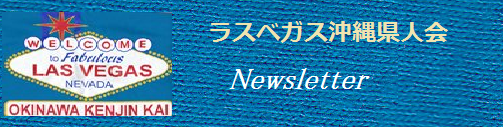 WELCOME
to Fabulous
LAS VEGAS
NEVADA
OKINAWA KENJIN KAI
ラスベガス沖縄県人会
Newsletter